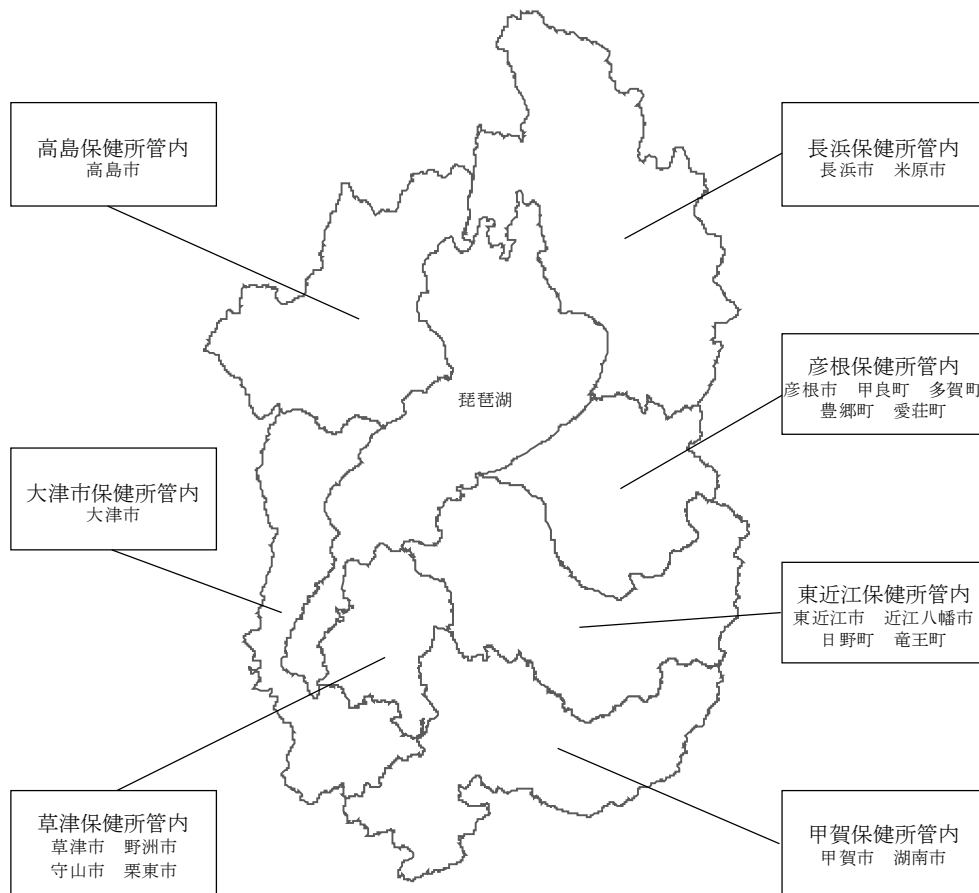 高島保健所管内
高島市
長浜保健所管内
長浜市　米原市
彦根保健所管内
彦根市　甲良町　多賀町
豊郷町　愛荘町
琵琶湖
大津市保健所管内
大津市
東近江保健所管内
東近江市　近江八幡市
日野町　竜王町
草津保健所管内
草津市　野洲市
守山市　栗東市
甲賀保健所管内
甲賀市　湖南市